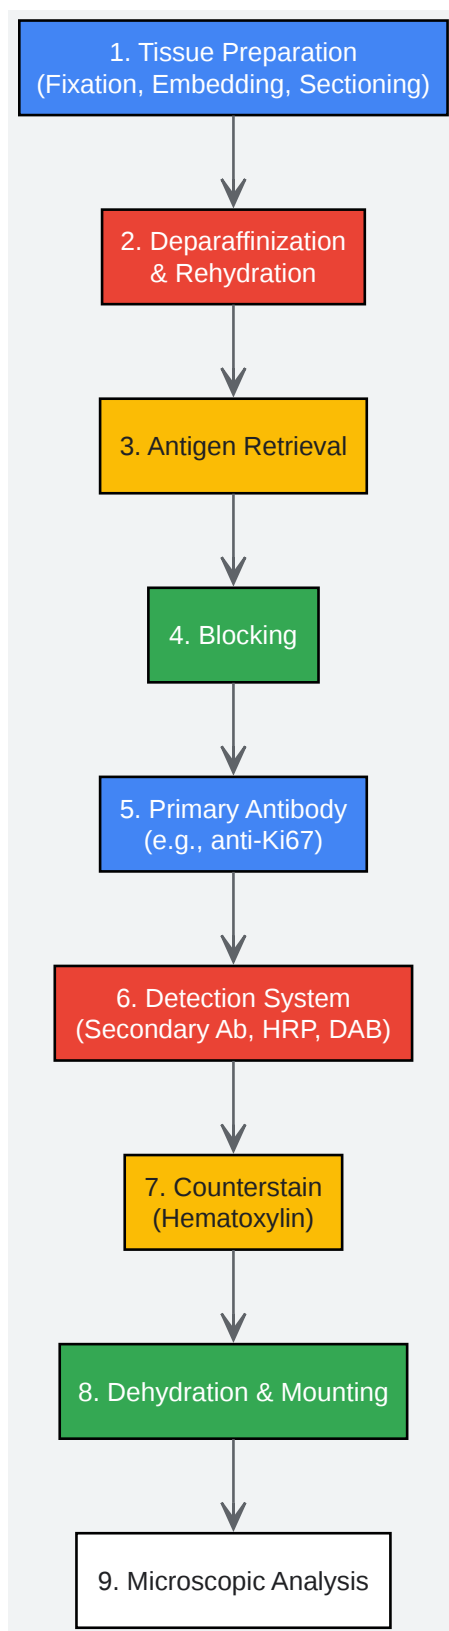 1. Tissue Preparation
(Fixation, Embedding, Sectioning)
2. Deparaffinization
& Rehydration
3. Antigen Retrieval
4. Blocking
5. Primary Antibody
(e.g., anti-Ki67)
6. Detection System
(Secondary Ab, HRP, DAB)
7. Counterstain
(Hematoxylin)
8. Dehydration & Mounting
9. Microscopic Analysis